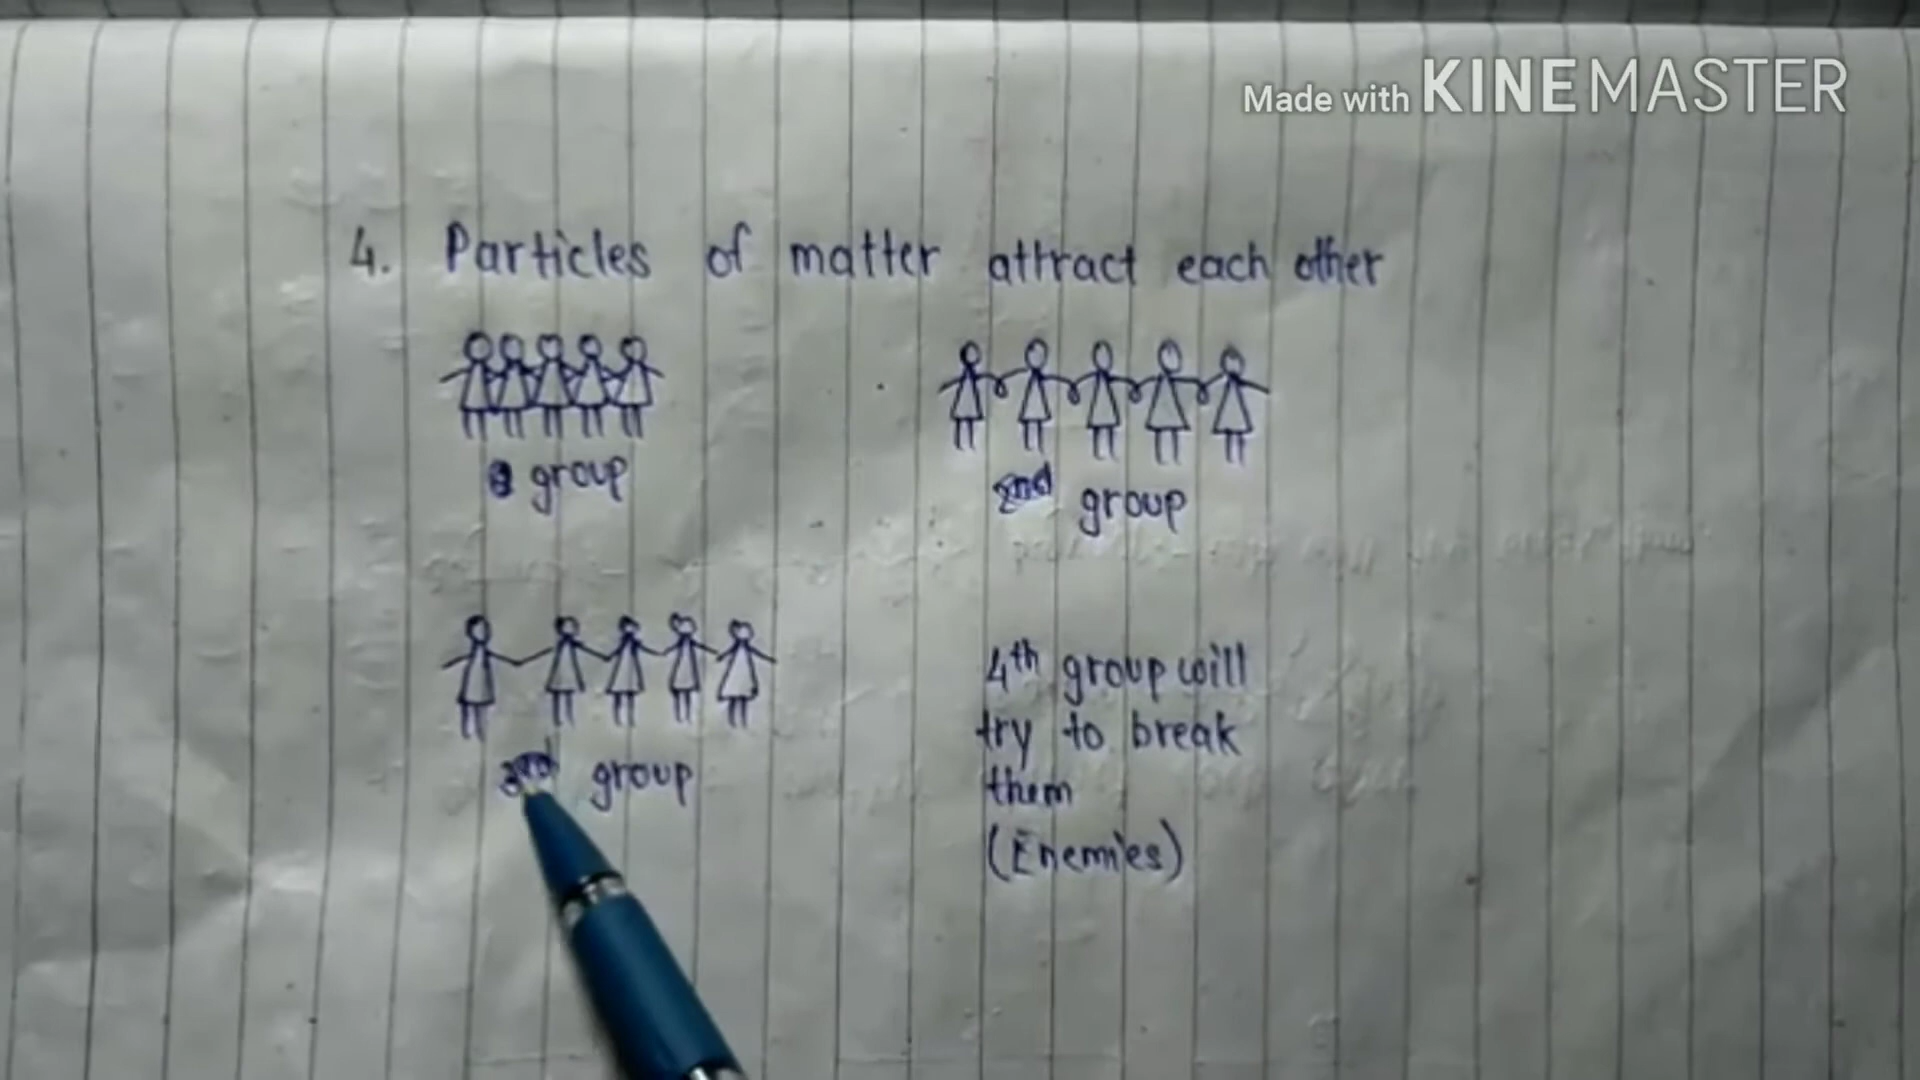 Made with KINEMASTER
4. Particles of matter attract each other
group
2nd group
3rd group
4th group will
try to break
them
(Enemies)